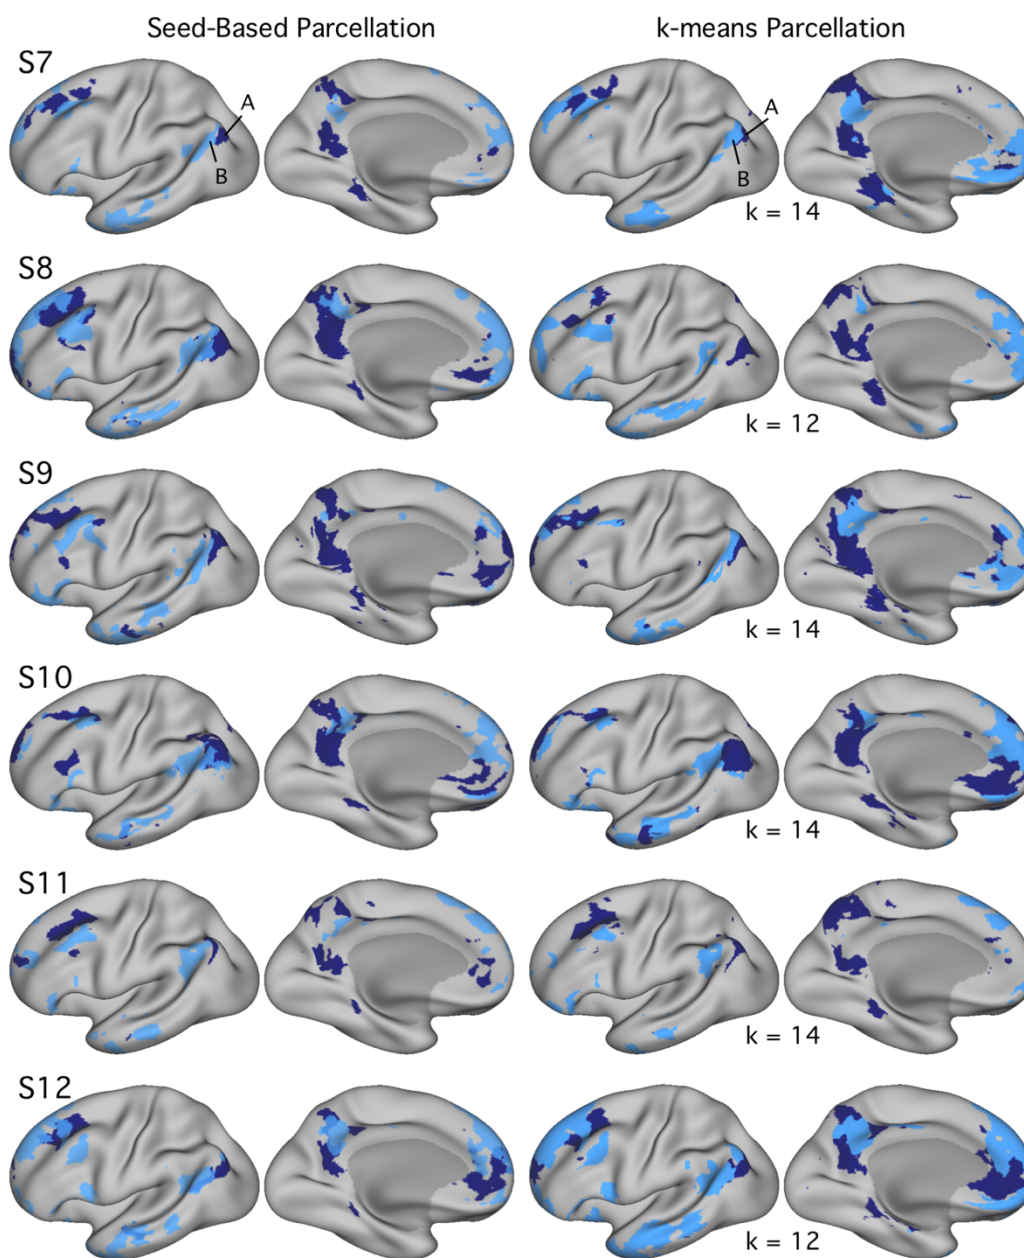 Seed-Based Parcellation
k-means Parcellation
S7
A
B
A
B
k = 14
S8
k = 12
S9
k = 14
S10
k = 14
S11
k = 14
S12
k = 12